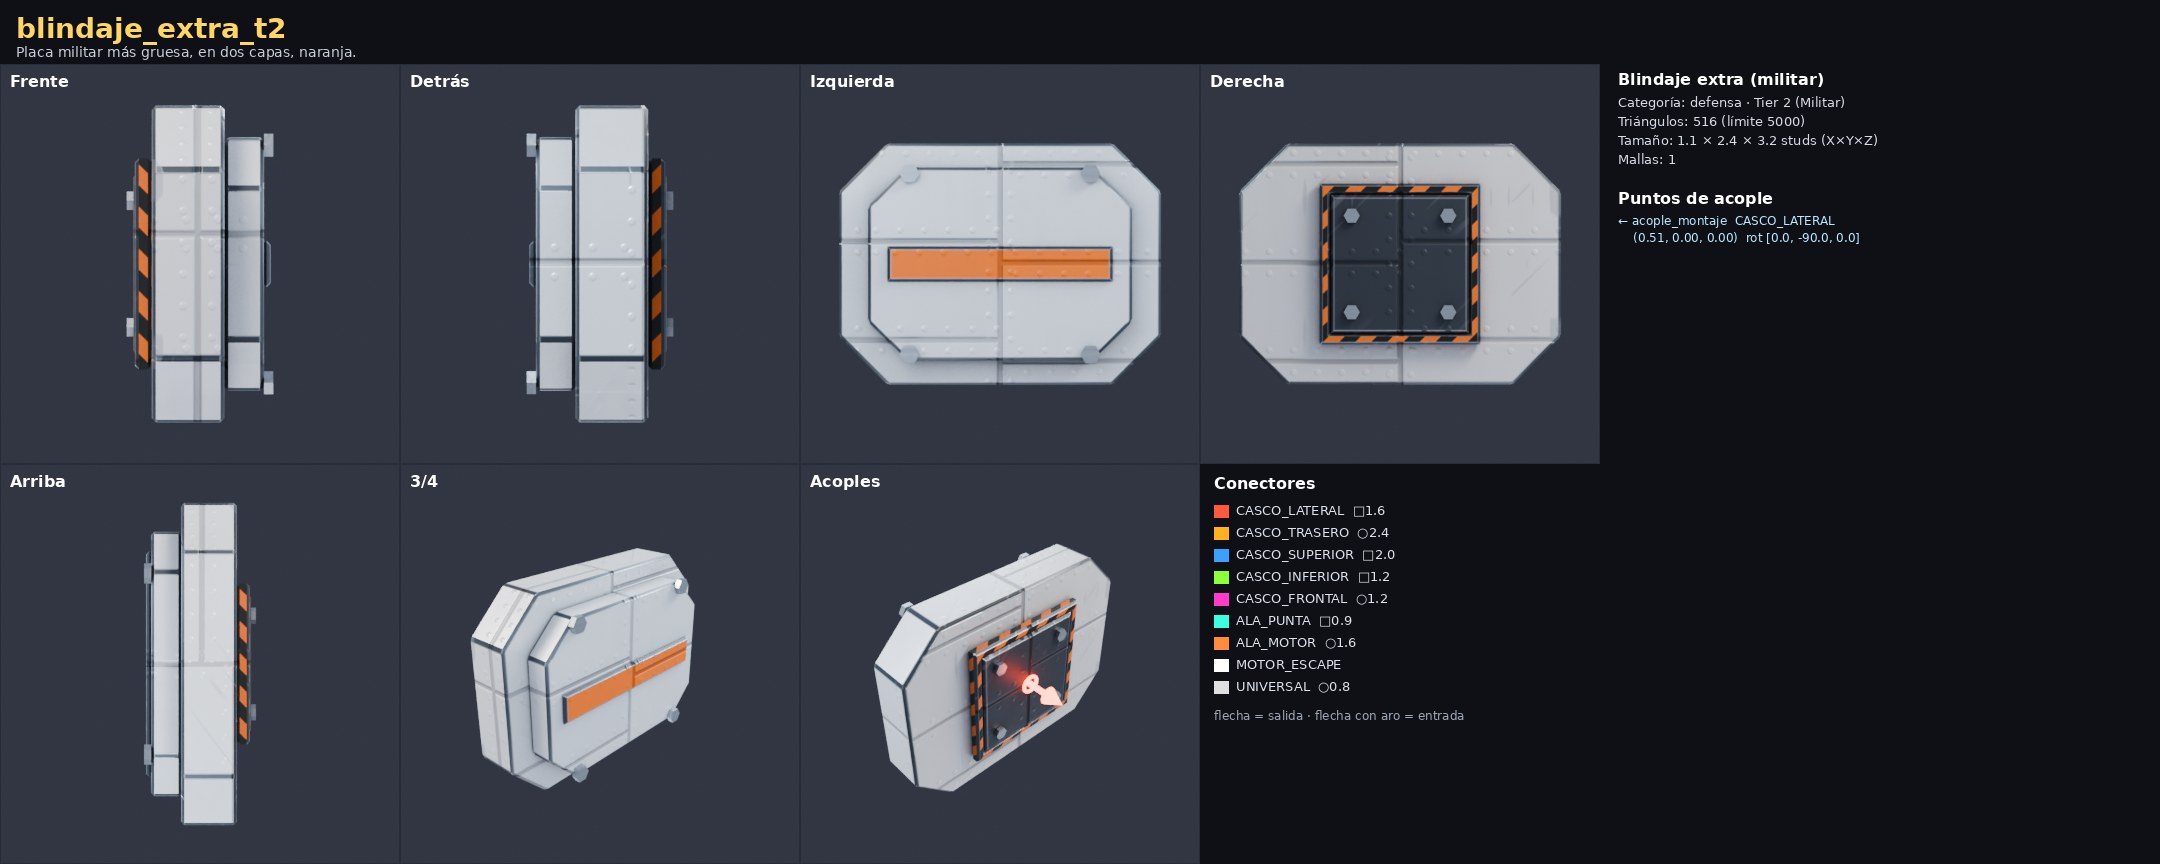 blindaje_extra_t2
Placa militar más gruesa, en dos capas, naranja.
Frente
Detrás
Izquierda
Derecha
Blindaje extra (militar)
Categoría: defensa · Tier 2 (Militar)
Triángulos: 516 (límite 5000)
Tamaño: 1.1 × 2.4 × 3.2 studs (X×Y×Z)
Mallas: 1
Puntos de acople
← acople_montaje CASCO_LATERAL
(0.51, 0.00, 0.00) rot [0.0, -90.0, 0.0]
Arriba
3/4
Acoples
Conectores
CASCO_LATERAL □1.6
CASCO_TRASERO ○2.4
CASCO_SUPERIOR □2.0
CASCO_INFERIOR □1.2
CASCO_FRONTAL ○1.2
ALA_PUNTA □0.9
ALA_MOTOR ○1.6
MOTOR_ESCAPE
UNIVERSAL ○0.8
flecha = salida · flecha con aro = entrada